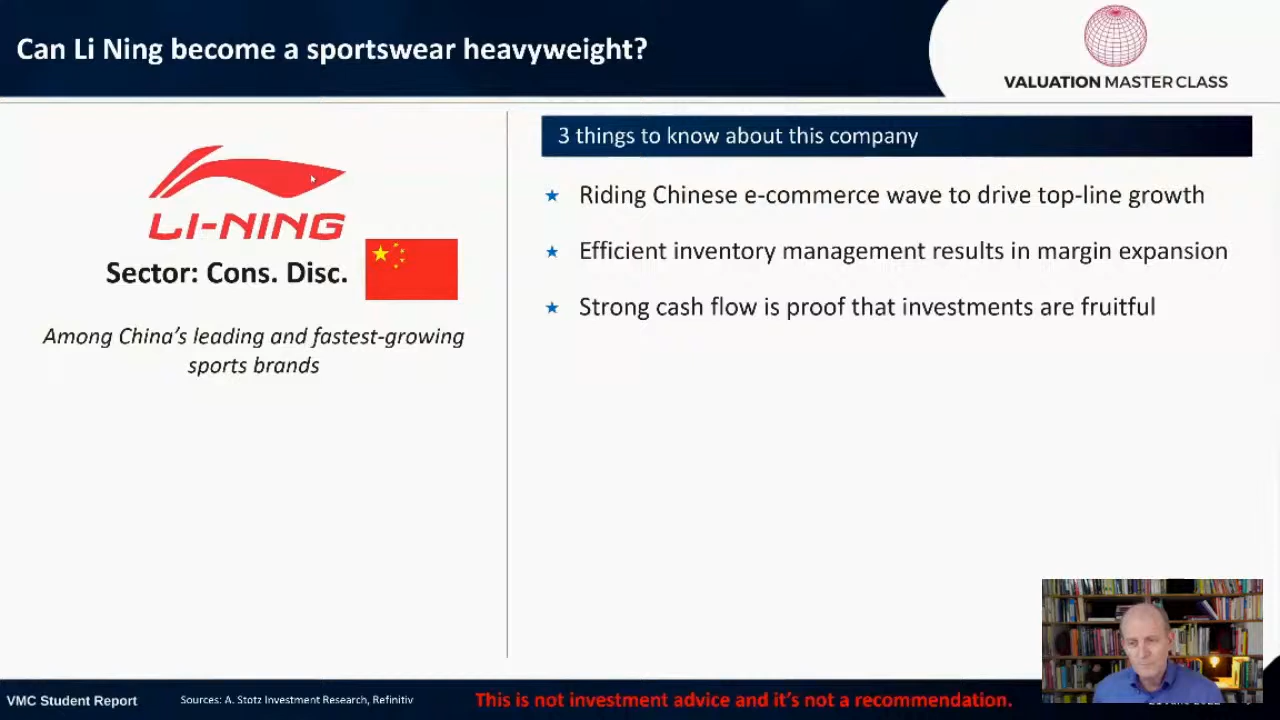 Can Li Ning become a sportswear heavyweight?
VALUATION MASTER CLASS
LI-NING
Sector: Cons. Disc.
Among China's leading and fastest-growing
sports brands
3 things to know about this company
Riding Chinese e-commerce wave to drive top-line growth
Efficient inventory management results in margin expansion
Strong cash flow is proof that investments are fruitful
VMC Student Report
Sources: A. Stotz Investment Research, Refinitiv
This is not investment advice and it's not a recommendation.